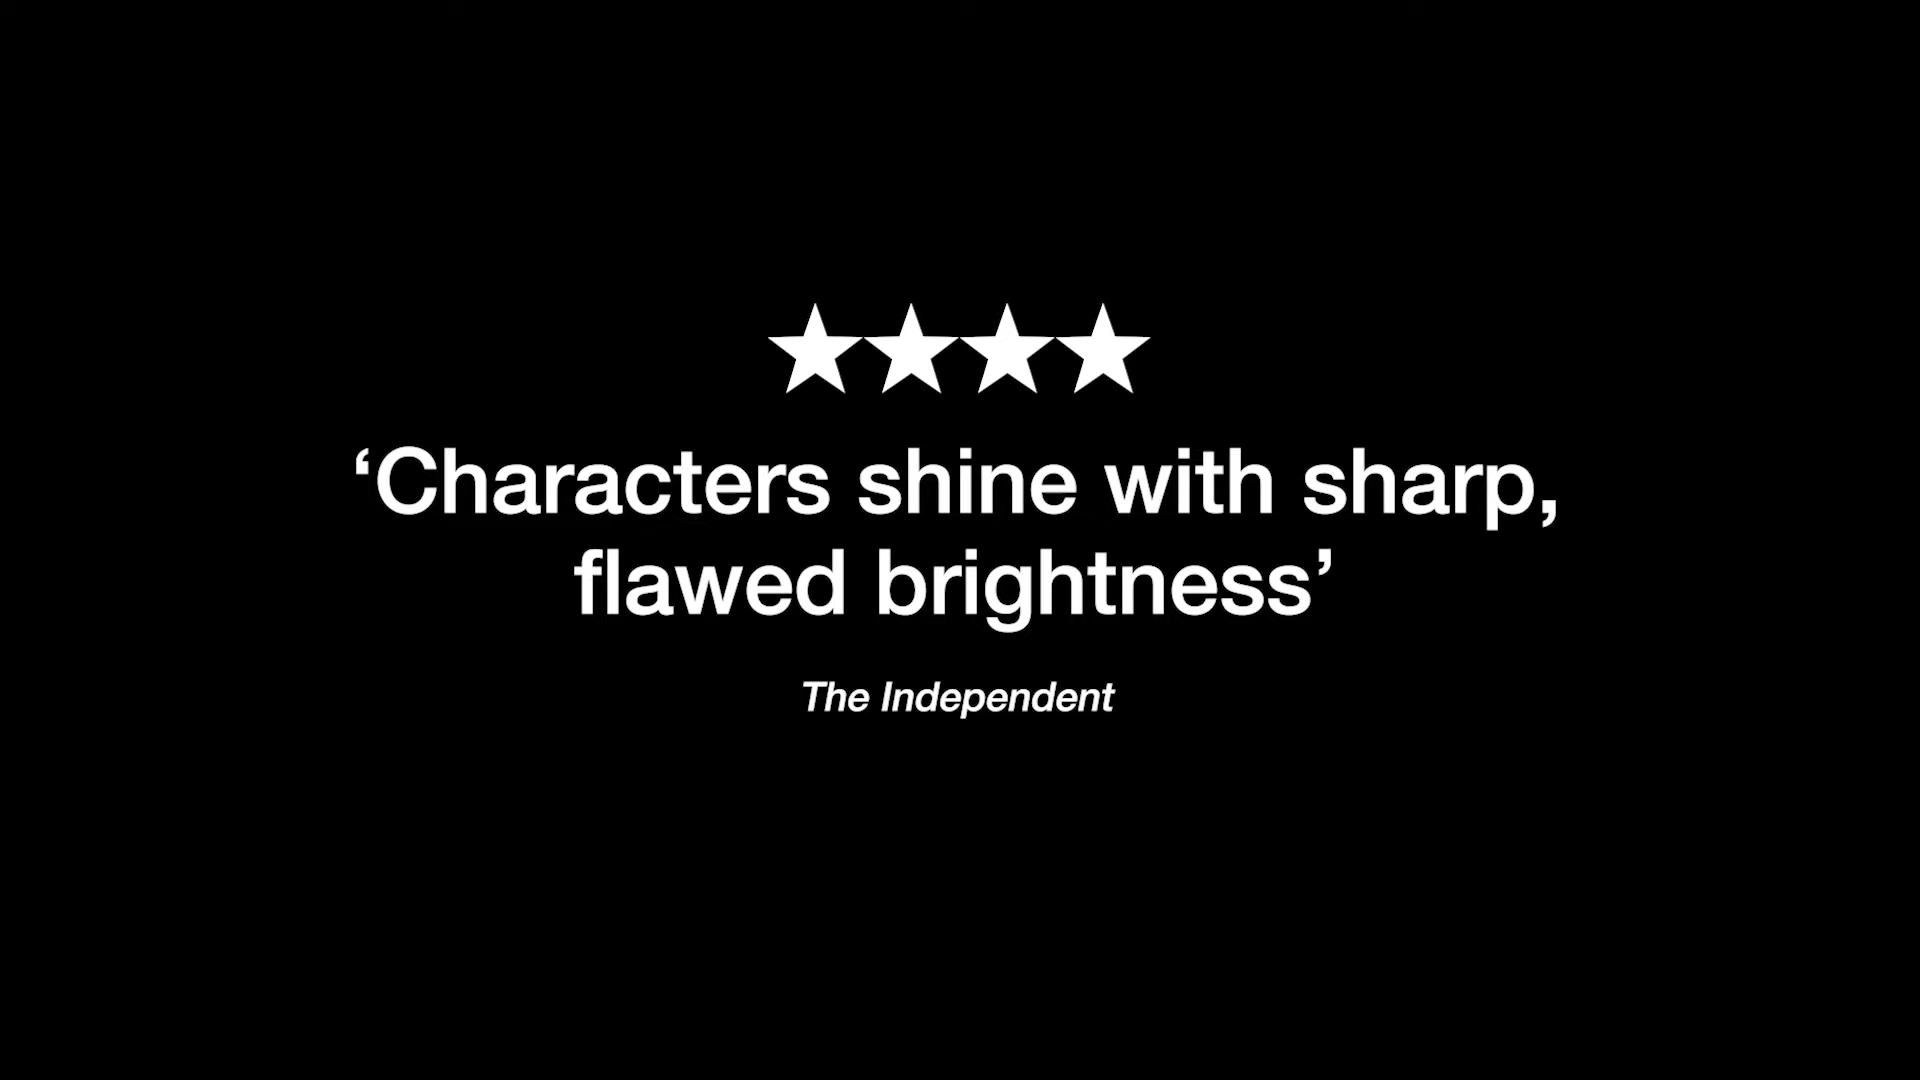 ★★★★
‘Characters shine with sharp,
flawed brightness’
The Independent